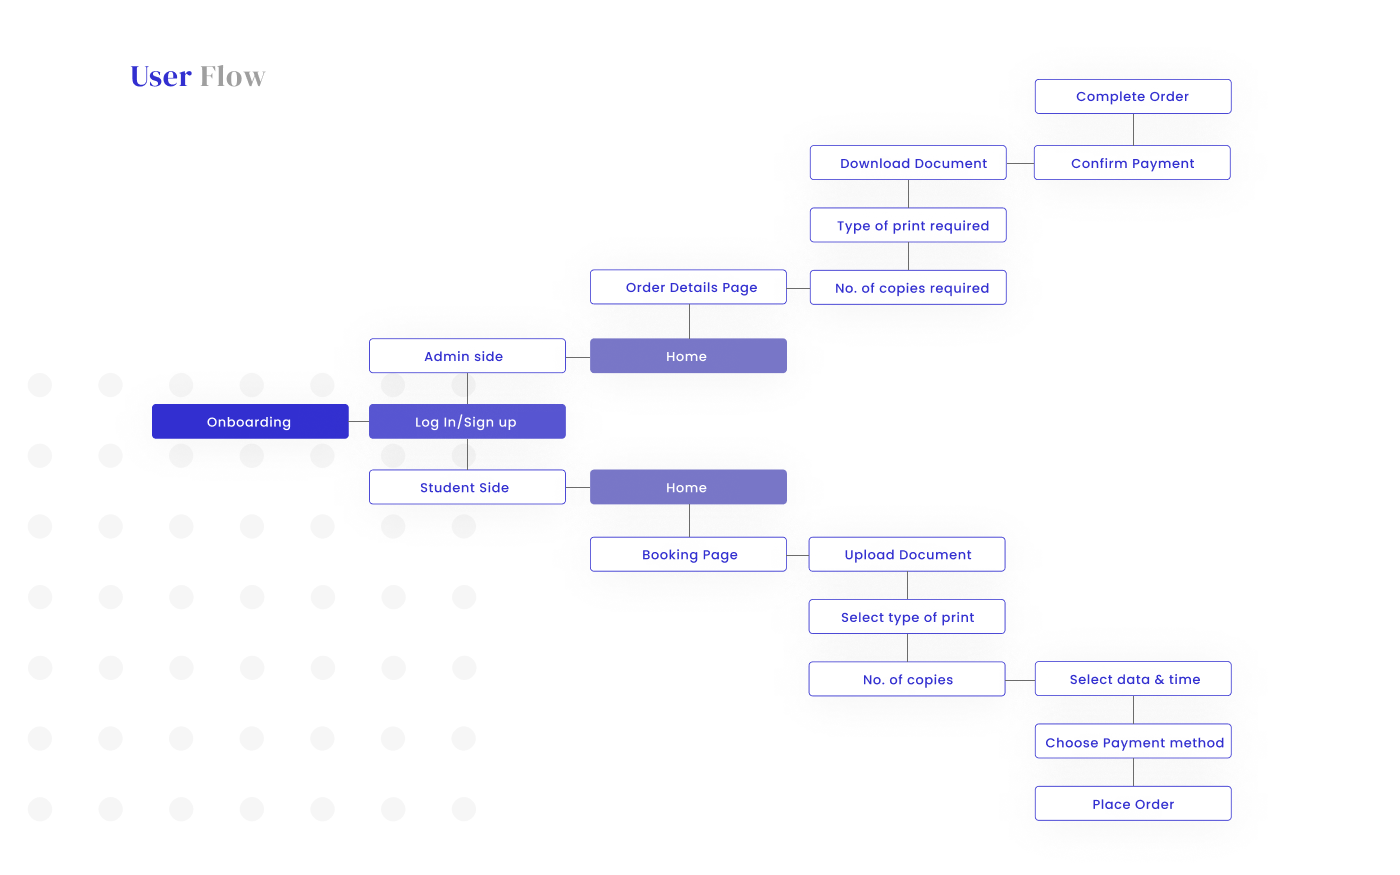 User Flow
Complete Order
Download Document
Confirm Payment
Type of print required
Order Details Page
No. of copies required
Admin side
Home
Onboarding
Log In/Sign up
Student Side
Home
Booking Page
Upload Document
Select type of print
No. of copies
Select data & time
Choose Payment method
Place Order